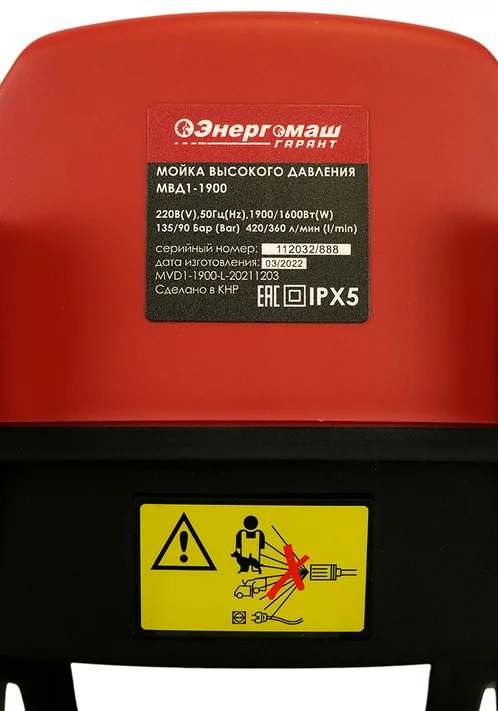 Энергомаш
ГАРАНТ
МОЙКА ВЫСОКОГО ДАВЛЕНИЯ
МВД1-1900
220В(V),50Гц(Hz),1900/1600Вт(W)
135/90 Бар (Bar) 420/360 л/мин (l/min)
серийный номер: 112032/888
дата изготовления: 03/2022
MVD1-1900-L-20211203
Сделано в КНР
EAC IPX5